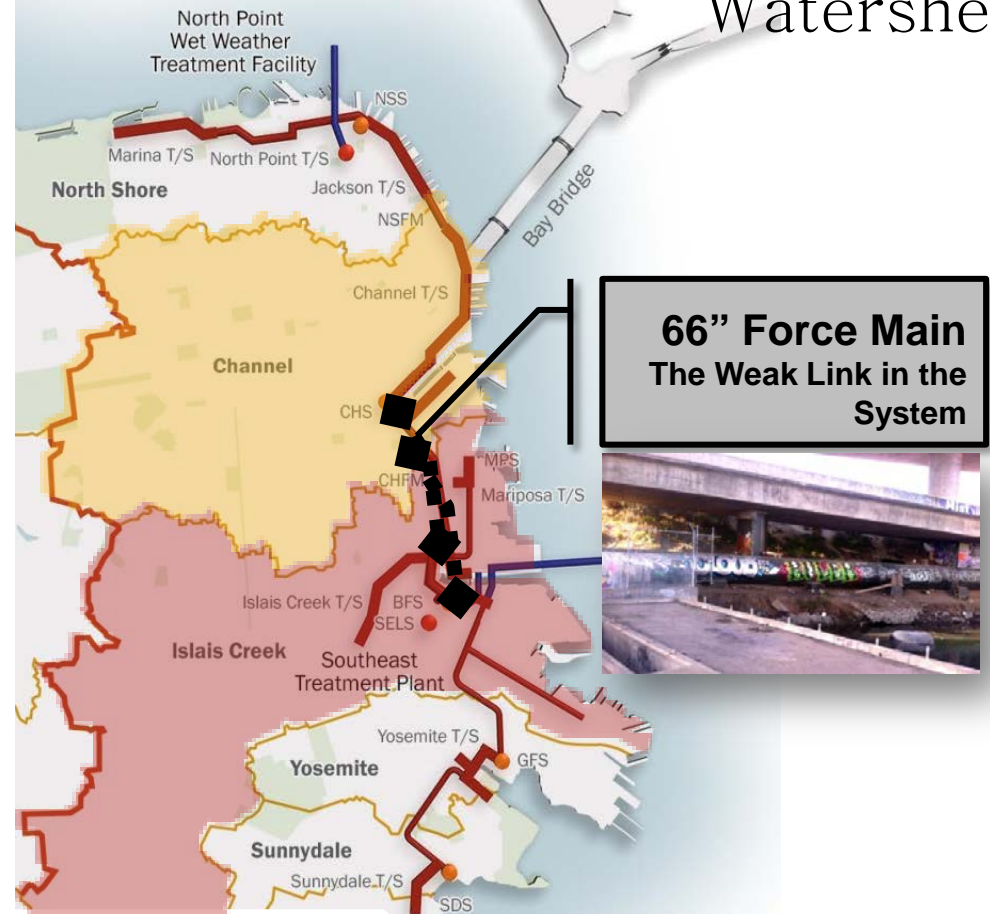 Watershe
North Point
Wet Weather
Treatment Facility
NSS
Marina T/S
North Point T/S
Jackson T/S
North Shore
NSFM
Bay Bridge
Channel T/S
66” Force Main
The Weak Link in the
System
Channel
CHS
MPS
CHFM
Mariposa T/S
Islais Creek T/S
BFS
SELS
Islais Creek
Southeast
Treatment Plant
Yosemite T/S
GFS
Yosemite
Sunnydale
Sunnydale T/S
SDS